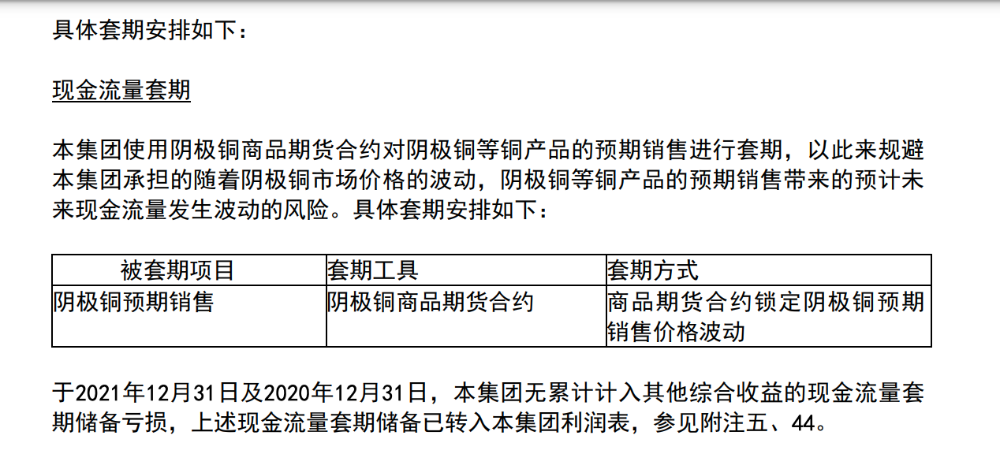 具体套期安排如下：
现金流量套期
本集团使用阴极铜商品期货合约对阴极铜等铜产品的预期销售进行套期，以此来规避
本集团承担的随着阴极铜市场价格的波动，阴极铜等铜产品的预期销售带来的预计未
来现金流量发生波动的风险。具体套期安排如下：
被套期项目 套期工具 套期方式
阴极铜预期销售 阴极铜商品期货合约 商品期货合约锁定阴极铜预期
销售价格波动
于2021年12月31日及2020年12月31日，本集团无累计计入其他综合收益的现金流量套
期储备亏损，上述现金流量套期储备已转入本集团利润表，参见附注五、44。